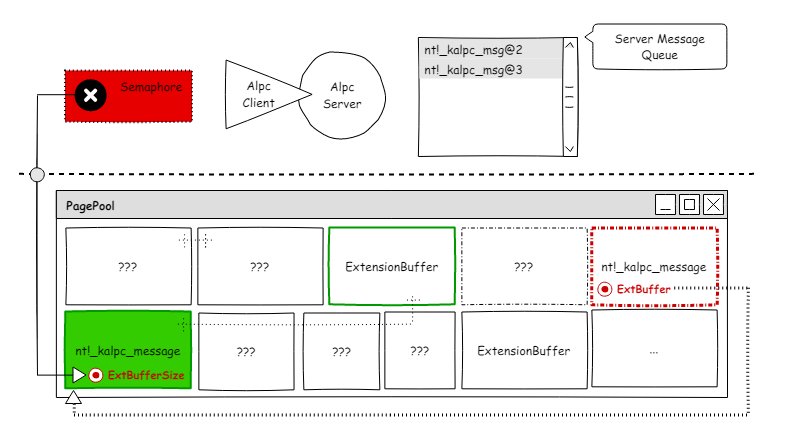 Server Message
Queue
nt!_kalpc_msg@2
nt!_kalpc_msg@3
Semaphore
Alpc
Client
Alpc
Server
PagePool
???
???
ExtensionBuffer
???
nt!_kalpc_message
ExtBuffer
nt!_kalpc_message
ExtBufferSize
???
???
???
ExtensionBuffer
...